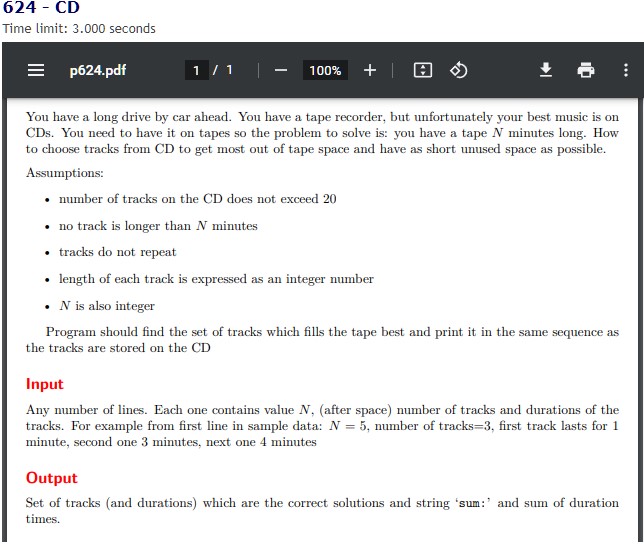 624 - CD
Time limit: 3.000 seconds
p624.pdf
1 / 1
100%
You have a long drive by car ahead. You have a tape recorder, but unfortunately your best music is on
CDs. You need to have it on tapes so the problem to solve is: you have a tape N minutes long. How
to choose tracks from CD to get most out of tape space and have as short unused space as possible.
Assumptions:
• number of tracks on the CD does not exceed 20
• no track is longer than N minutes
• tracks do not repeat
• length of each track is expressed as an integer number
• N is also integer
Program should find the set of tracks which fills the tape best and print it in the same sequence as
the tracks are stored on the CD
Input
Any number of lines. Each one contains value N, (after space) number of tracks and durations of the
tracks. For example from first line in sample data: N = 5, number of tracks=3, first track lasts for 1
minute, second one 3 minutes, next one 4 minutes
Output
Set of tracks (and durations) which are the correct solutions and string ‘sum:’ and sum of duration
times.